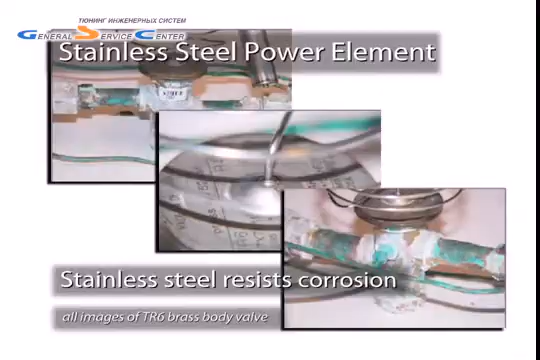 ТЮНИНГ ИНЖЕНЕРНЫХ СИСТЕМ
GENERAL SERVICE CENTER
Stainless Steel Power Element
Stainless steel resists corrosion
all images of TR6 brass body valve